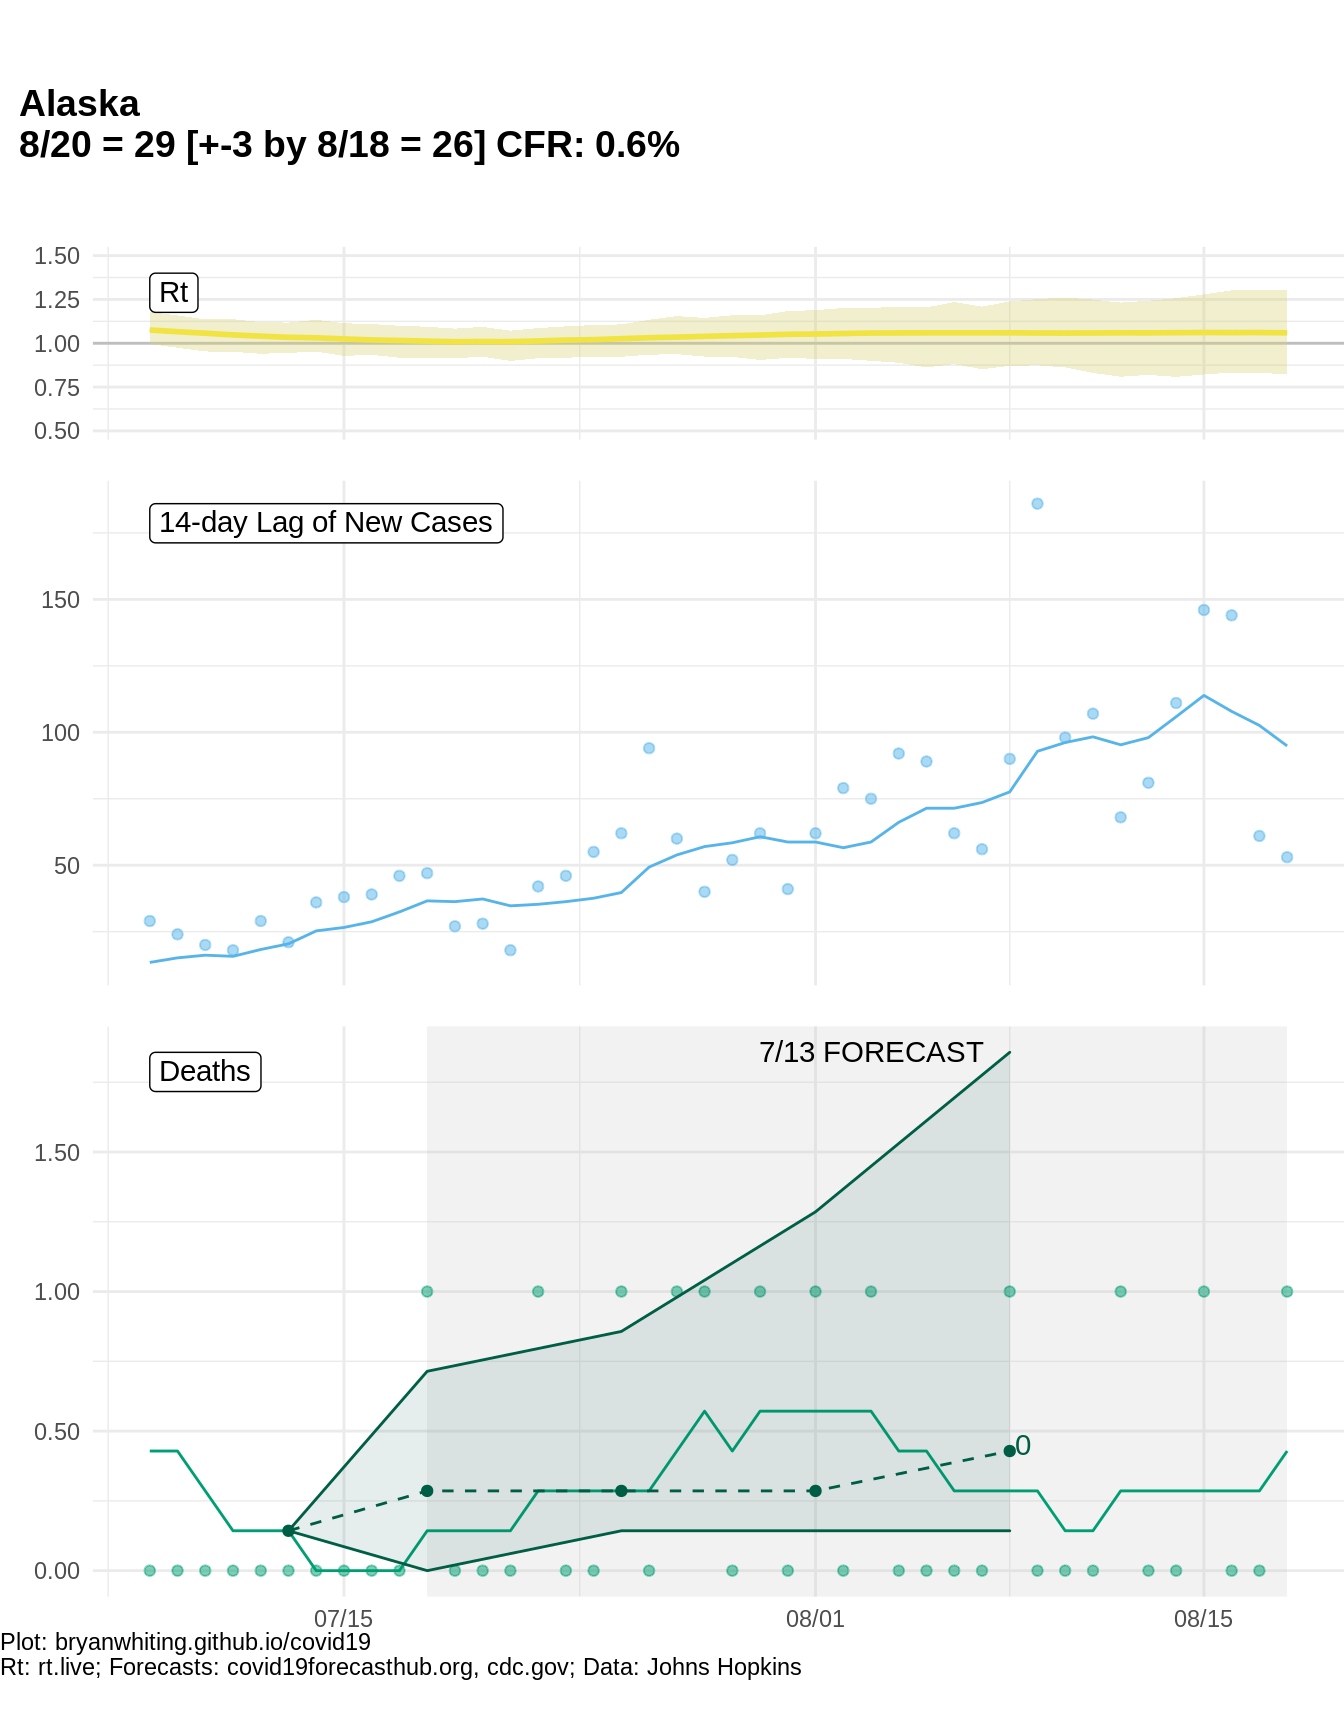 Alaska
8/20 = 29 [+-3 by 8/18 = 26] CFR: 0.6%
1.50
Rt
1.25
1.00
0.75
0.50
14-day Lag of New Cases
150
100
50
7/13 FORECAST
Deaths
1.50
1.00
0.50
0
0.00
07/15
08/01
08/15
Plot: bryanwhiting.github.io/covid19
Rt: rt.live; Forecasts: covid19forecasthub.org, cdc.gov; Data: Johns Hopkins